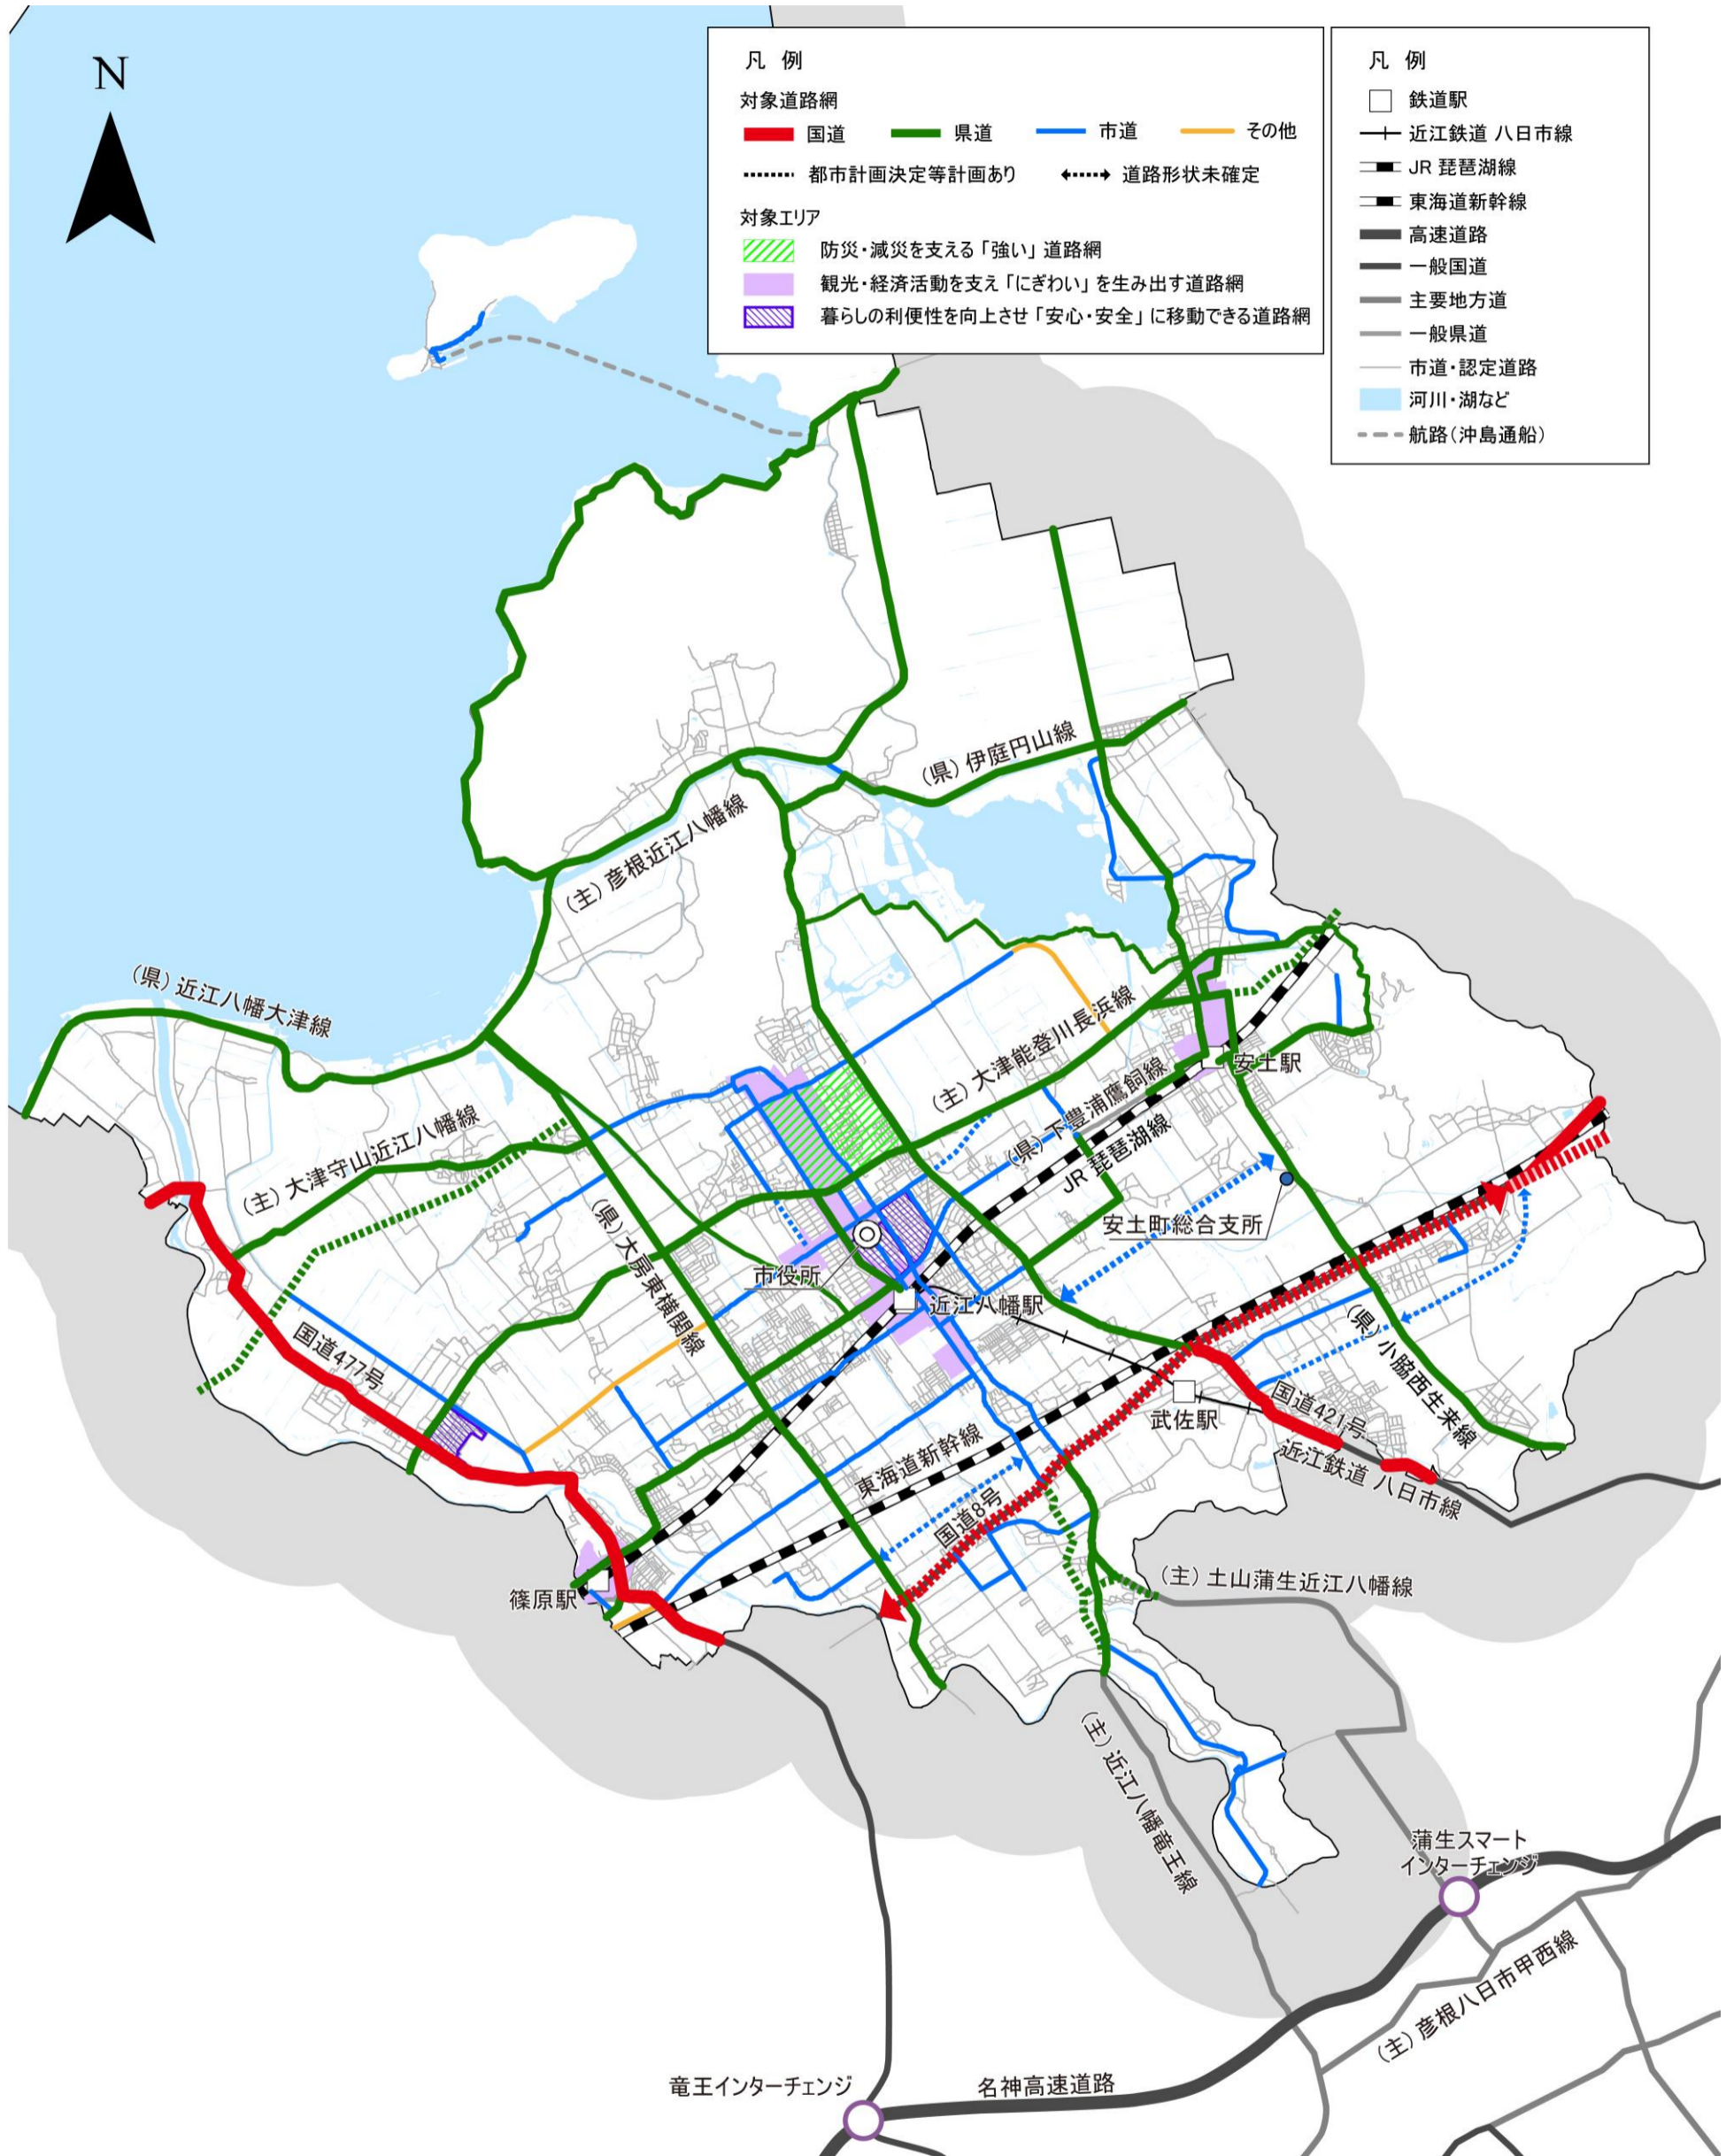 N
凡 例
対象道路網
国道 県道 市道 その他
都市計画決定等計画あり 道路形状未確定
対象エリア
防災・減災を支える「強い」道路網
観光・経済活動を支え「にぎわい」を生み出す道路網
暮らしの利便性を向上させ「安心・安全」に移動できる道路網
凡 例
鉄道駅
近江鉄道 八日市線
JR 琵琶湖線
東海道新幹線
高速道路
一般国道
主要地方道
一般県道
市道・認定道路
河川・湖など
航路(沖島通船)
(県)伊庭円山線
(主)彦根近江八幡線
(県)近江八幡大津線
(主)大津能登川長浜線
安土駅
(県)下豊浦鷹飼線
JR 琵琶湖線
(主)大津守山近江八幡線
(県)大房東横関線
安土町総合支所
市役所
近江八幡駅
国道477号
(県)小脇西生来線
武佐駅
国道421号
近江鉄道 八日市線
東海道新幹線
国道8号
(主)土山蒲生近江八幡線
篠原駅
(主)近江八幡竜王線
蒲生スマート
インターチェンジ
(主)彦根八日市甲西線
竜王インターチェンジ
名神高速道路